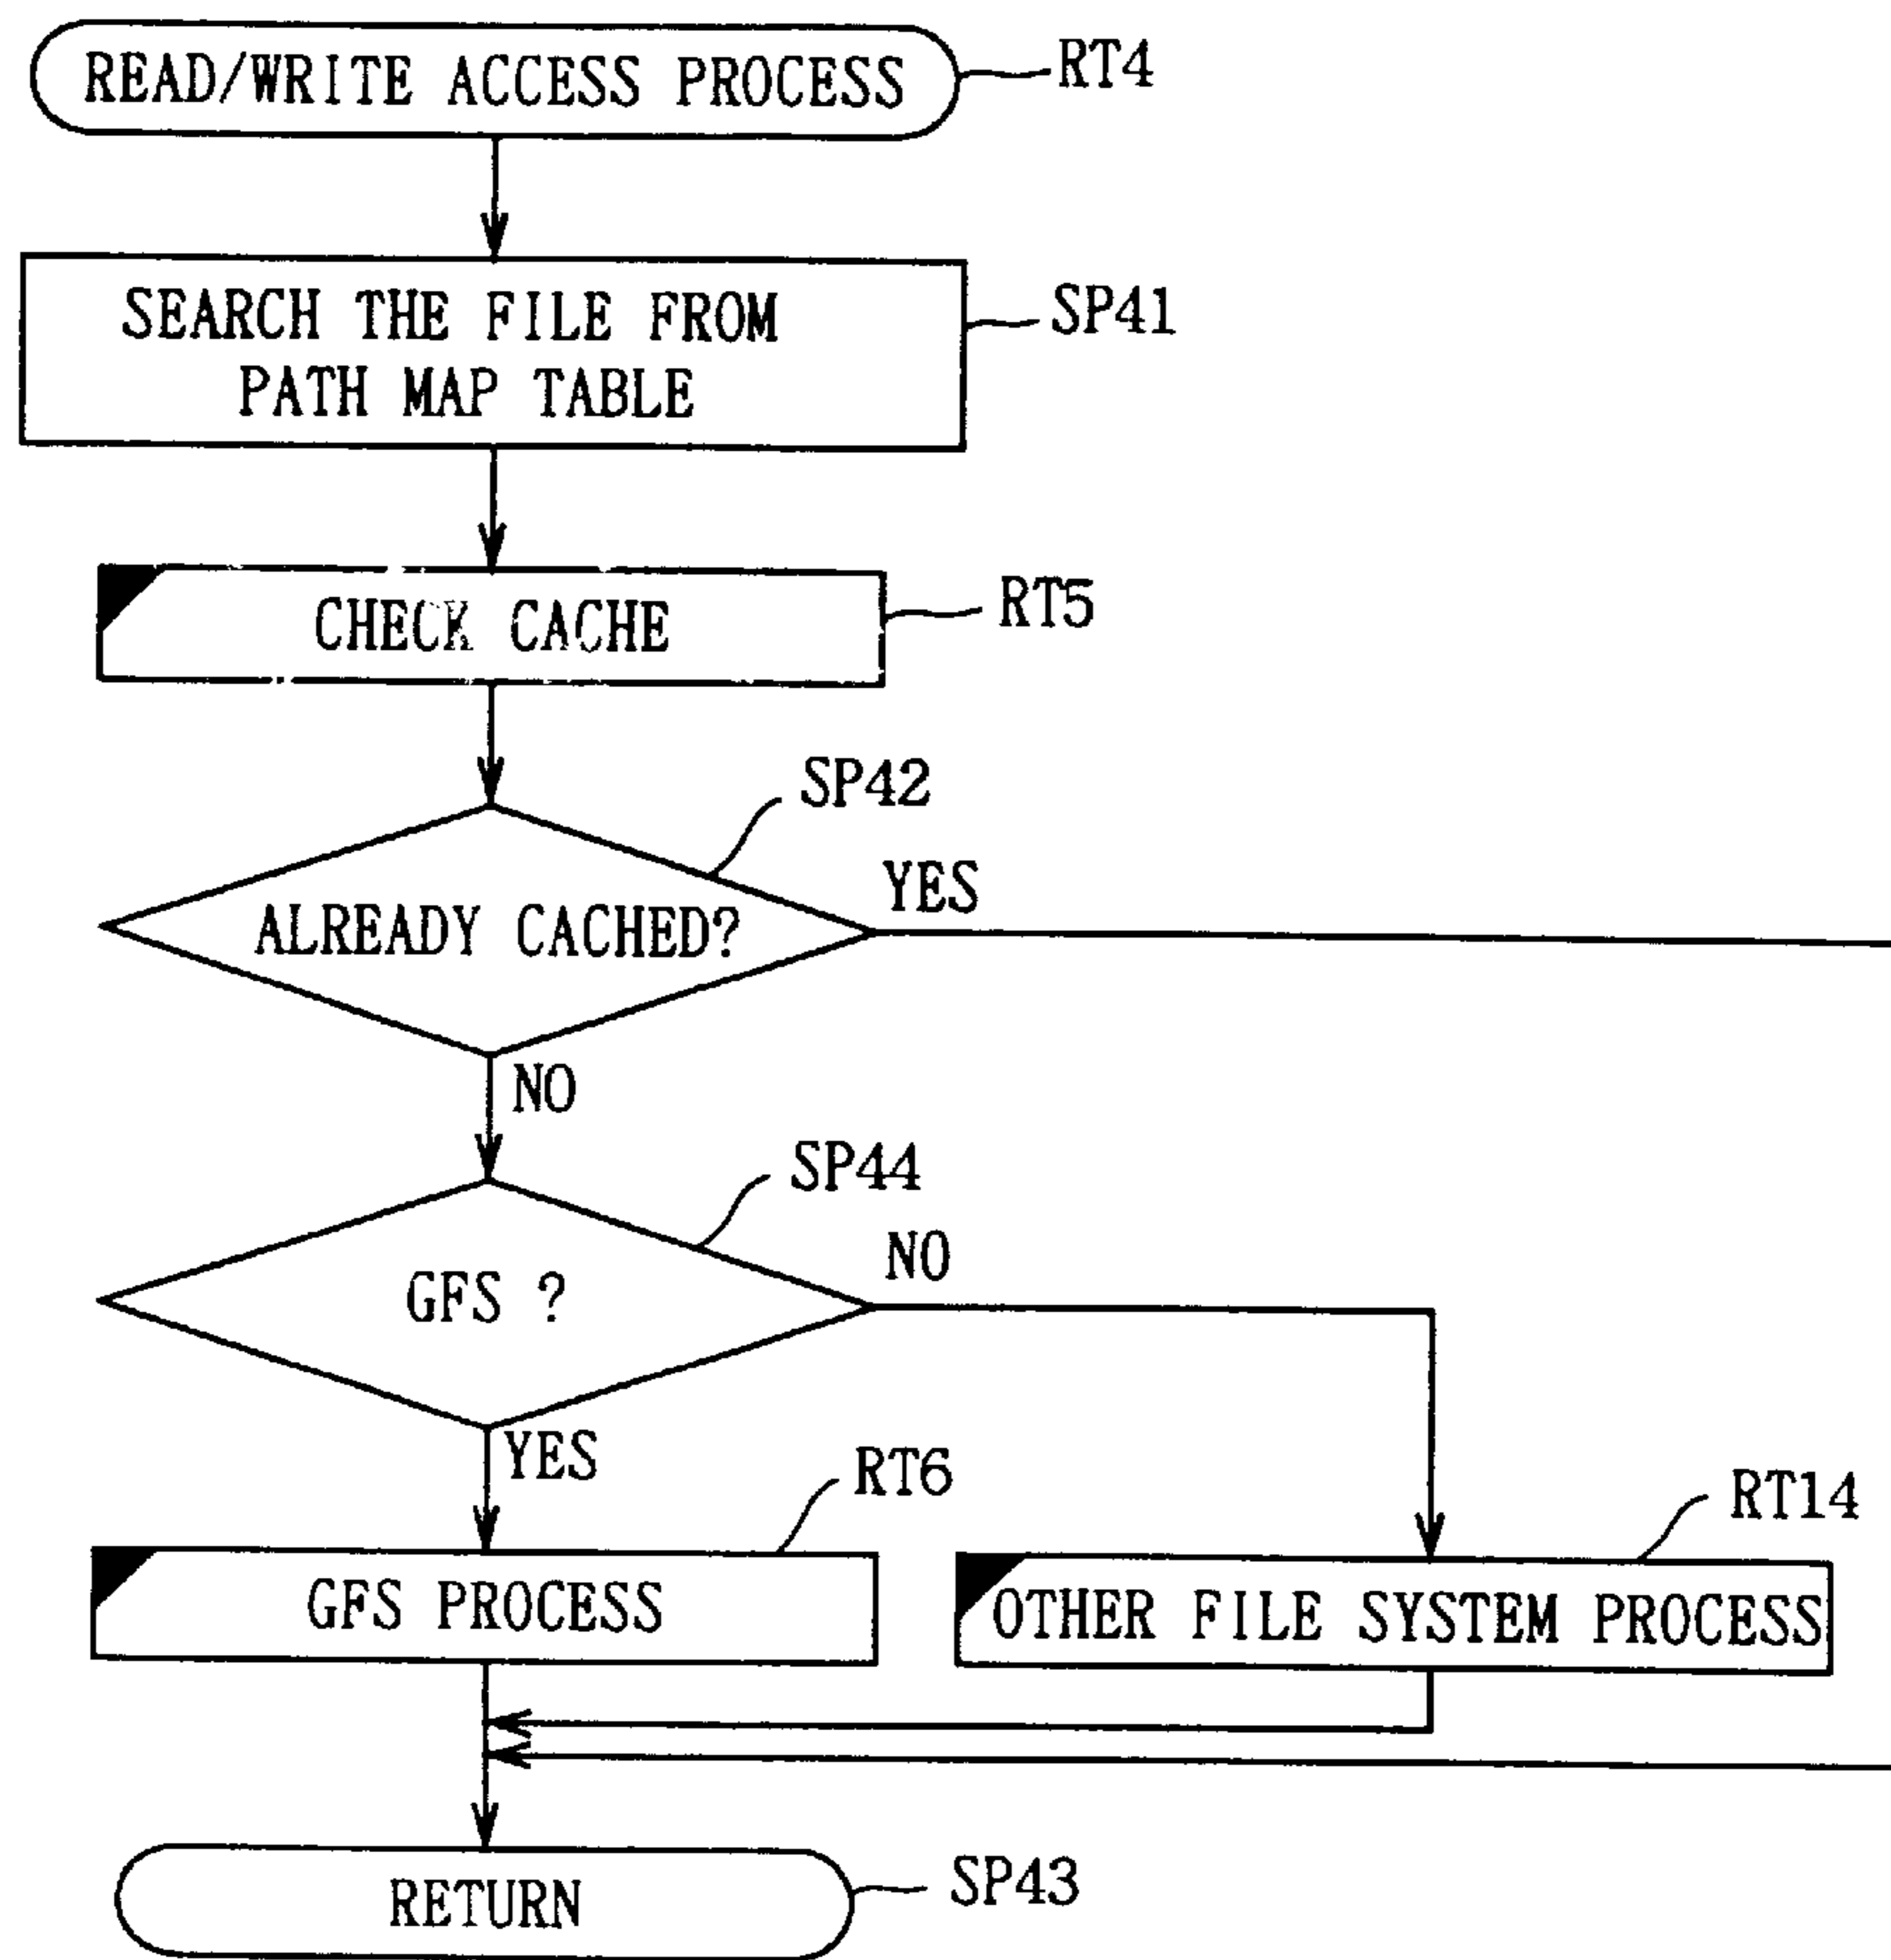 READ/WRITE ACCESS PROCESS
RT4
SEARCH THE FILE FROM
PATH MAP TABLE
SP41
CHECK CACHE
RT5
SP42
ALREADY CACHED?
YES
NO
SP44
GFS ?
NO
YES
RT6
RT14
GFS PROCESS
OTHER FILE SYSTEM PROCESS
RETURN
SP43